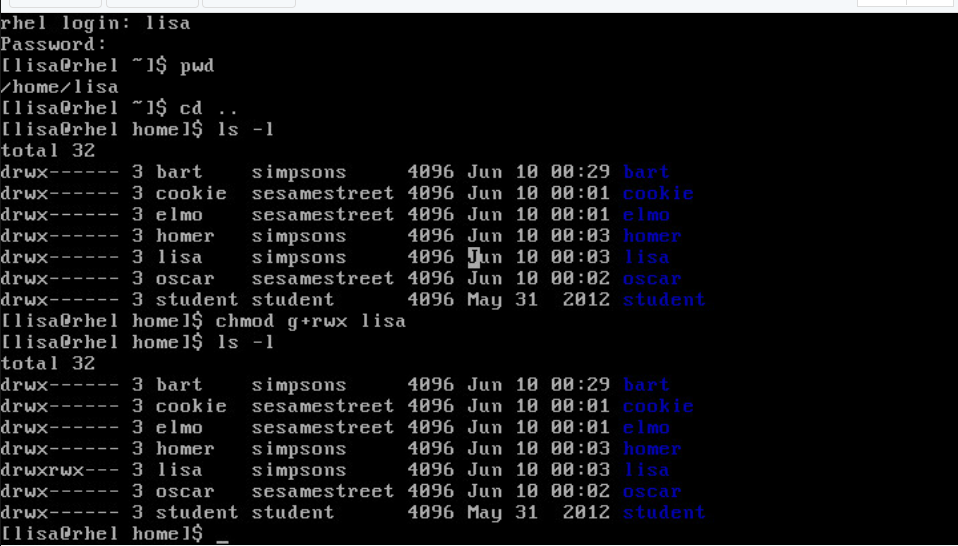 rhel login: lisa
Password:
[lisa@rhel ~]$ pwd
/home/lisa
[lisa@rhel ~]$ cd ..
[lisa@rhel home]$ ls -l
total 32
drwx------ 3 bart    simpsons     4096 Jun 10 00:29 bart
drwx------ 3 cookie  sesamestreet 4096 Jun 10 00:01 cookie
drwx------ 3 elmo    sesamestreet 4096 Jun 10 00:01 elmo
drwx------ 3 homer   simpsons     4096 Jun 10 00:03 homer
drwx------ 3 lisa    simpsons     4096 Jun 10 00:03 lisa
drwx------ 3 oscar   sesamestreet 4096 Jun 10 00:02 oscar
drwx------ 3 student student      4096 May 31  2012 student
[lisa@rhel home]$ chmod g+rwx lisa
[lisa@rhel home]$ ls -l
total 32
drwx------ 3 bart    simpsons     4096 Jun 10 00:29 bart
drwx------ 3 cookie  sesamestreet 4096 Jun 10 00:01 cookie
drwx------ 3 elmo    sesamestreet 4096 Jun 10 00:01 elmo
drwx------ 3 homer   simpsons     4096 Jun 10 00:03 homer
drwxrwx--- 3 lisa    simpsons     4096 Jun 10 00:03 lisa
drwx------ 3 oscar   sesamestreet 4096 Jun 10 00:02 oscar
drwx------ 3 student student      4096 May 31  2012 student
[lisa@rhel home]$ _